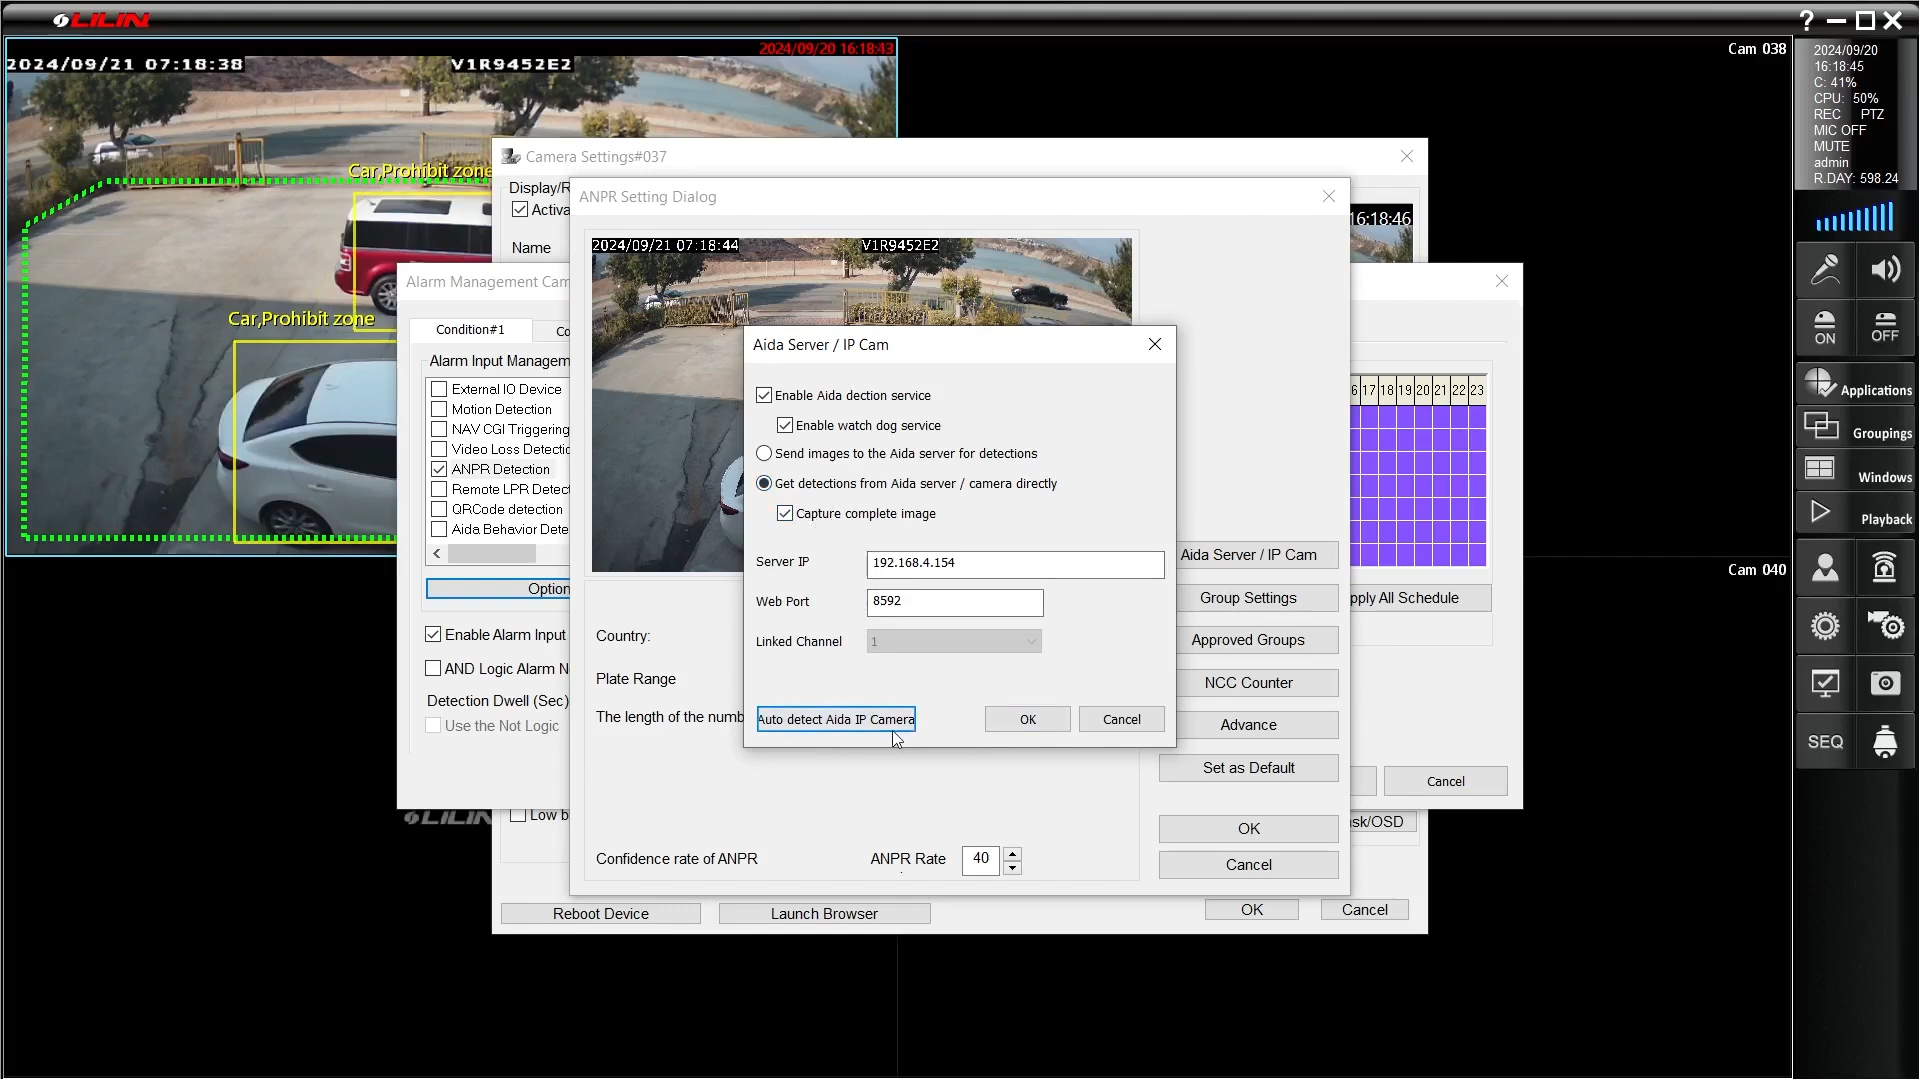 LILIN
?
2024/09/20 16:18:43
2024/09/21 07:18:38
V1R9452E2
Car,Prohibit zone
Car,Prohibit zone
Cam 038
Cam 040
2024/09/20
16:18:45
C: 41%
CPU: 50%
REC PTZ
MIC OFF
MUTE
admin
R.DAY: 598.24
ON
OFF
Applications
Groupings
Windows
Playback
SEQ
Camera Settings#037
Display/R
Activa
Name
16:18:46
Low b
ask/OSD
Reboot Device
Launch Browser
OK
Cancel
LILIN
Alarm Management Cam
Condition#1
Co
Alarm Input Managem
External IO Device
Motion Detection
NAV CGI Triggering
Video Loss Detectio
ANPR Detection
Remote LPR Detect
QRCode detection
Aida Behavior Dete
Option
Enable Alarm Input
AND Logic Alarm N
Detection Dwell (Sec)
Use the Not Logic
6 17 18 19 20 21 22 23
pply All Schedule
Cancel
ANPR Setting Dialog
2024/09/21 07:18:44
V1R9452E2
Country:
Plate Range
The length of the numb
Confidence rate of ANPR
ANPR Rate
40
Aida Server / IP Cam
Group Settings
Approved Groups
NCC Counter
Advance
Set as Default
OK
Cancel
Aida Server / IP Cam
Enable Aida dection service
Enable watch dog service
Send images to the Aida server for detections
Get detections from Aida server / camera directly
Capture complete image
Server IP
192.168.4.154
Web Port
8592
Linked Channel
1
Auto detect Aida IP Camera
OK
Cancel